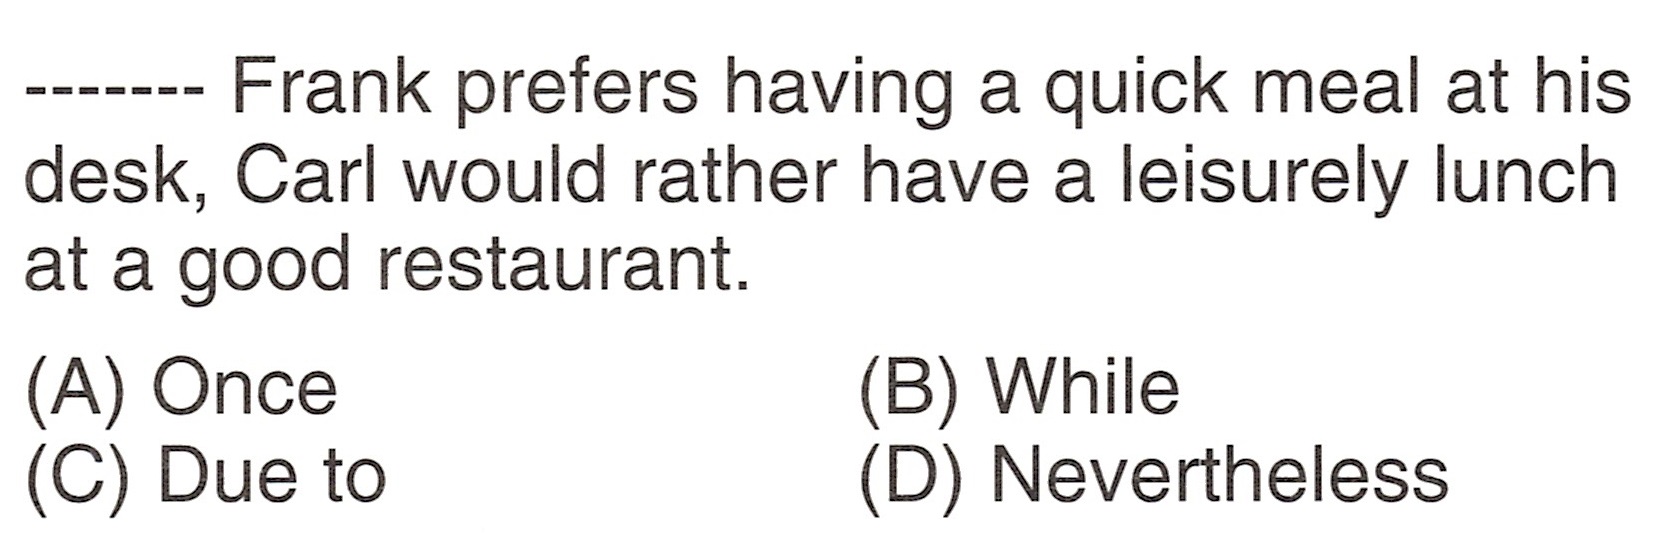 ------- Frank prefers having a quick meal at his
desk, Carl would rather have a leisurely lunch
at a good restaurant.
(A) Once (B) While
(C) Due to (D) Nevertheless